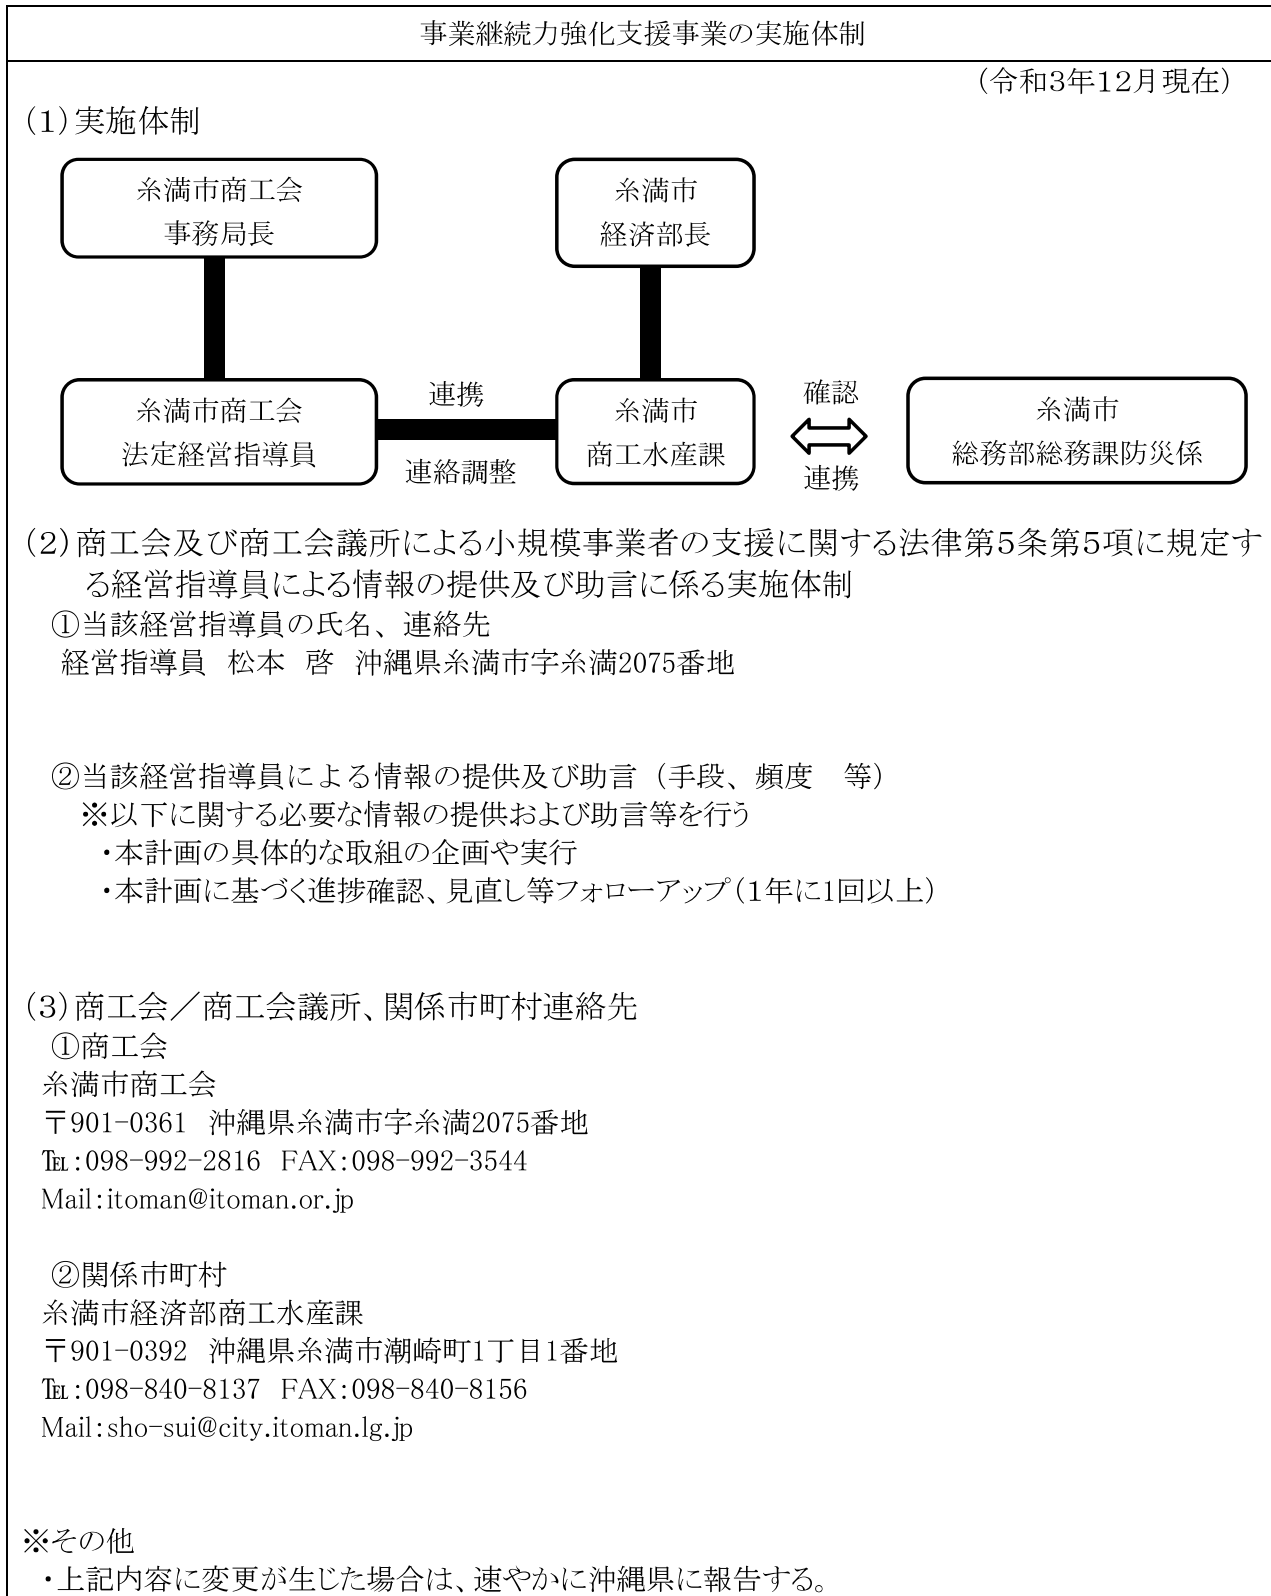 事業継続力強化支援事業の実施体制
（令和3年12月現在）
（1）実施体制
糸満市商工会
事務局長
糸満市
経済部長
糸満市商工会
法定経営指導員
連携
連絡調整
糸満市
商工水産課
確認
連携
糸満市
総務部総務課防災係
（2）商工会及び商工会議所による小規模事業者の支援に関する法律第5条第5項に規定す
る経営指導員による情報の提供及び助言に係る実施体制
①当該経営指導員の氏名、連絡先
経営指導員　松本　啓　沖縄県糸満市字糸満2075番地
②当該経営指導員による情報の提供及び助言（手段、頻度　等）
※以下に関する必要な情報の提供および助言等を行う
・本計画の具体的な取組の企画や実行
・本計画に基づく進捗確認、見直し等フォローアップ（1年に1回以上）
（3）商工会／商工会議所、関係市町村連絡先
①商工会
糸満市商工会
〒901-0361　沖縄県糸満市字糸満2075番地
℡：098-992-2816　FAX：098-992-3544
Mail：itoman@itoman.or.jp
②関係市町村
糸満市経済部商工水産課
〒901-0392　沖縄県糸満市潮崎町1丁目1番地
℡：098-840-8137　FAX：098-840-8156
Mail：sho-sui@city.itoman.lg.jp
※その他
・上記内容に変更が生じた場合は、速やかに沖縄県に報告する。